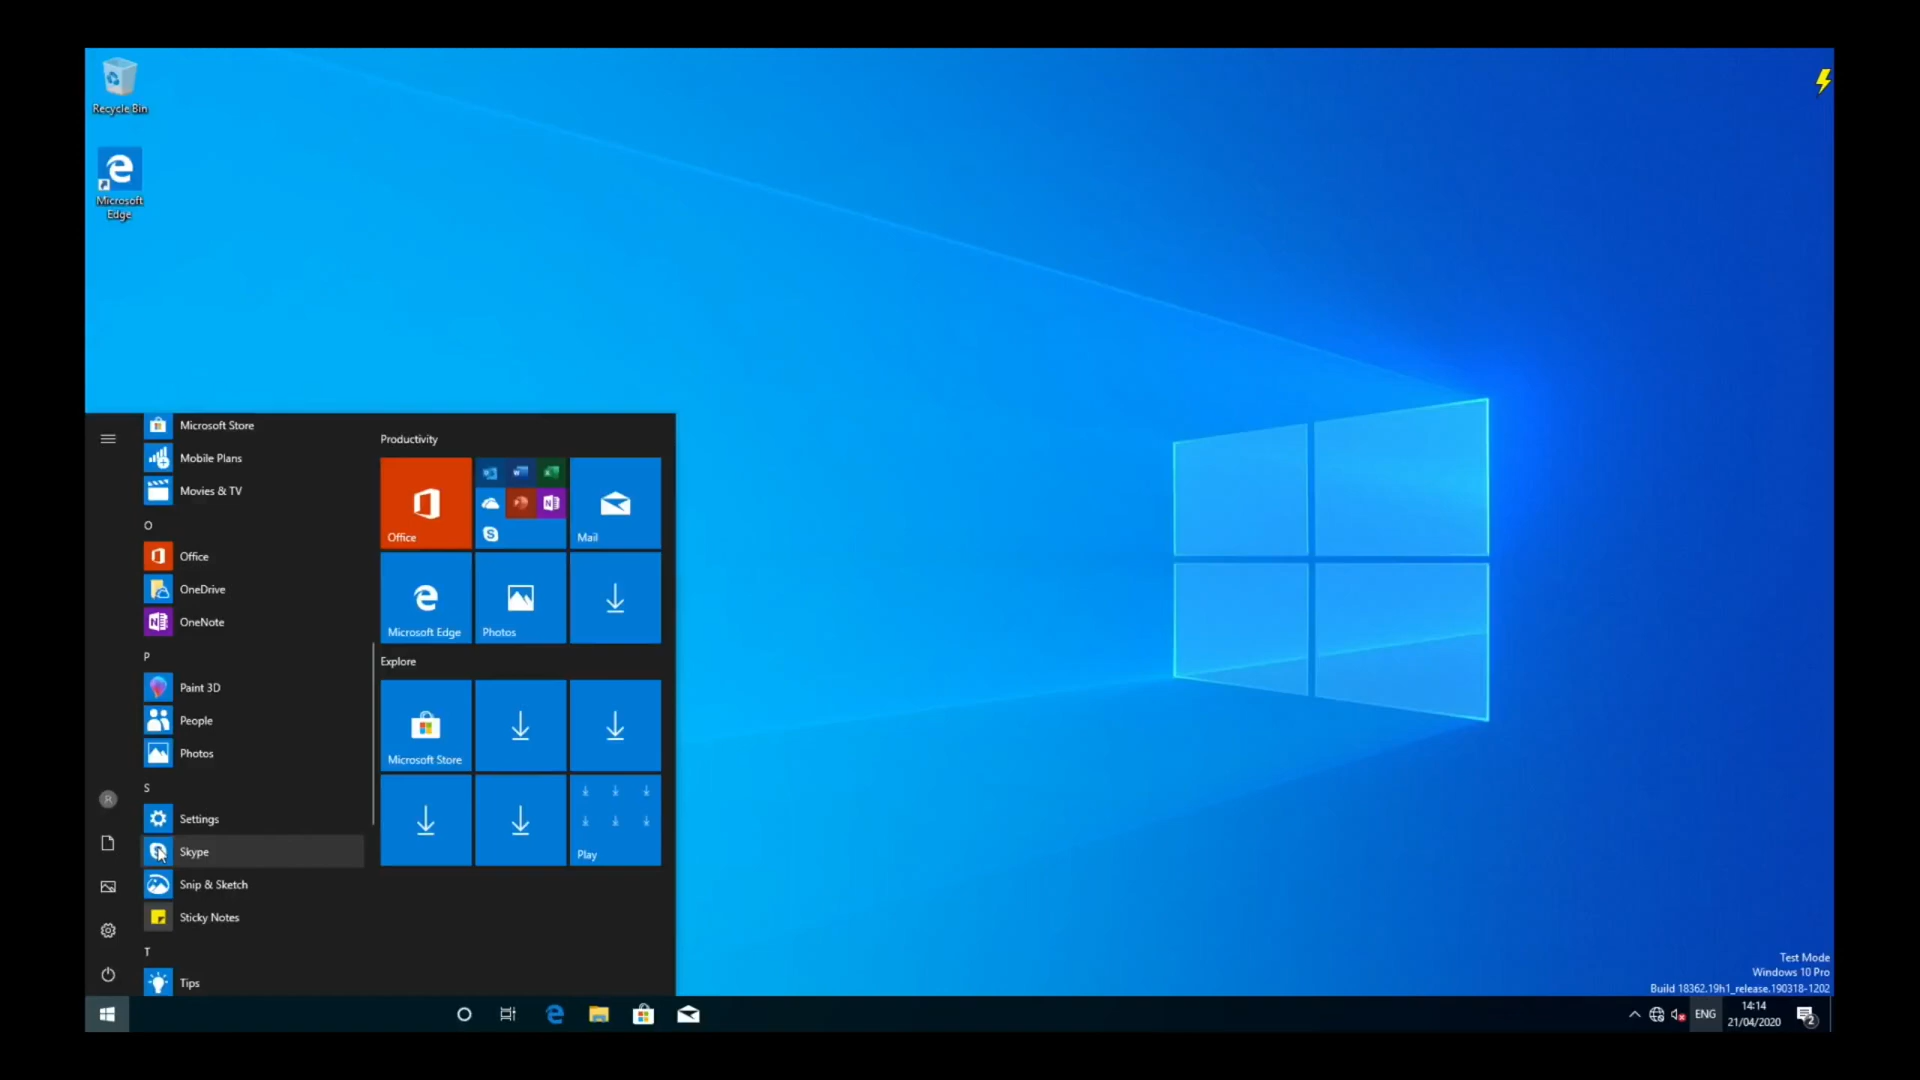 Recycle Bin
Microsoft
Edge
Microsoft Store
Mobile Plans
Movies & TV
O
Office
OneDrive
OneNote
P
Paint 3D
People
Photos
S
Settings
Skype
Snip & Sketch
Sticky Notes
T
Tips
R
Productivity
Office
Mail
Microsoft Edge
Photos
Explore
Microsoft Store
Play
Test Mode
Windows 10 Pro
Build 18362.19h1_release.190318-1202
ENG
14:14
21/04/2020
2